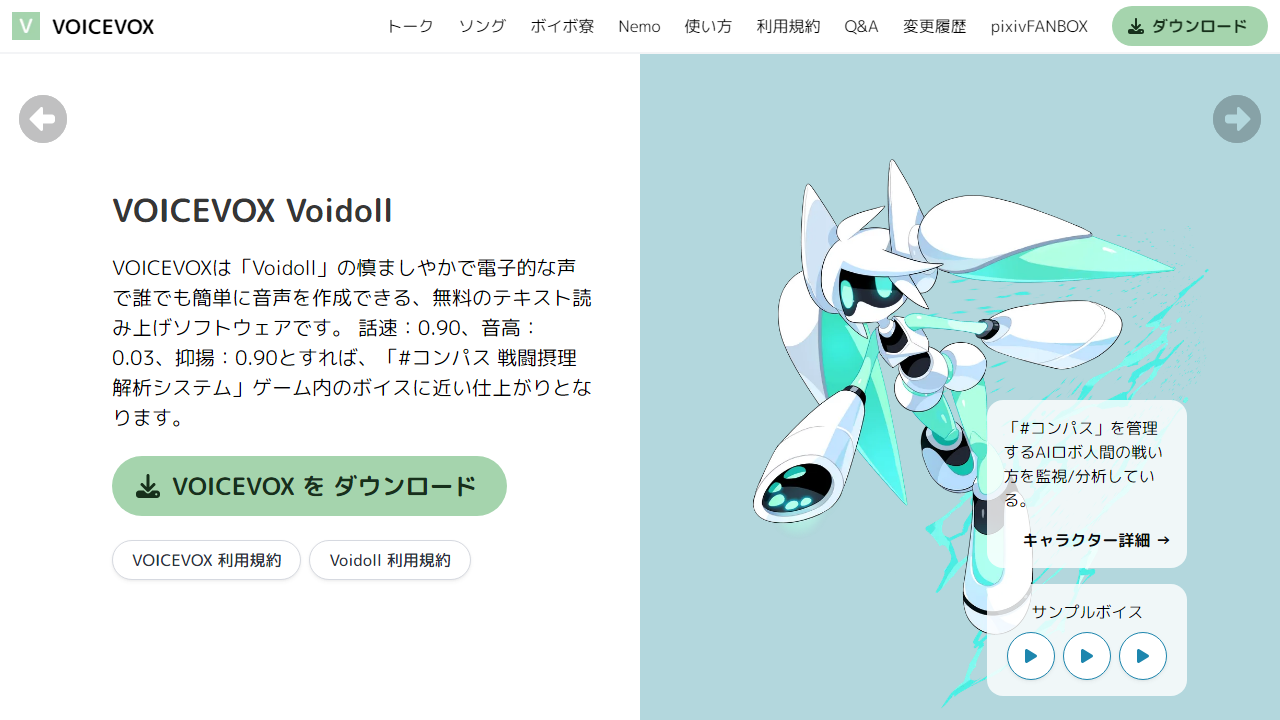 V VOICEVOX トーク ソング ボイボ寮 Nemo 使い方 利用規約 Q&A 変更履歴 pixivFANBOX ダウンロード
VOICEVOX Voidoll
VOICEVOXは「Voidoll」の慎ましやかで電子的な声
で誰でも簡単に音声を作成できる、無料のテキスト読
み上げソフトウェアです。 話速：0.90、音高：
0.03、抑揚：0.90とすれば、「#コンパス 戦闘摂理
解析システム」ゲーム内のボイスに近い仕上がりとな
ります。
VOICEVOX を ダウンロード
VOICEVOX 利用規約 Voidoll 利用規約
「#コンパス」を管理
するAIロボ人間の戦い
方を監視/分析してい
る。
キャラクター詳細 →
サンプルボイス